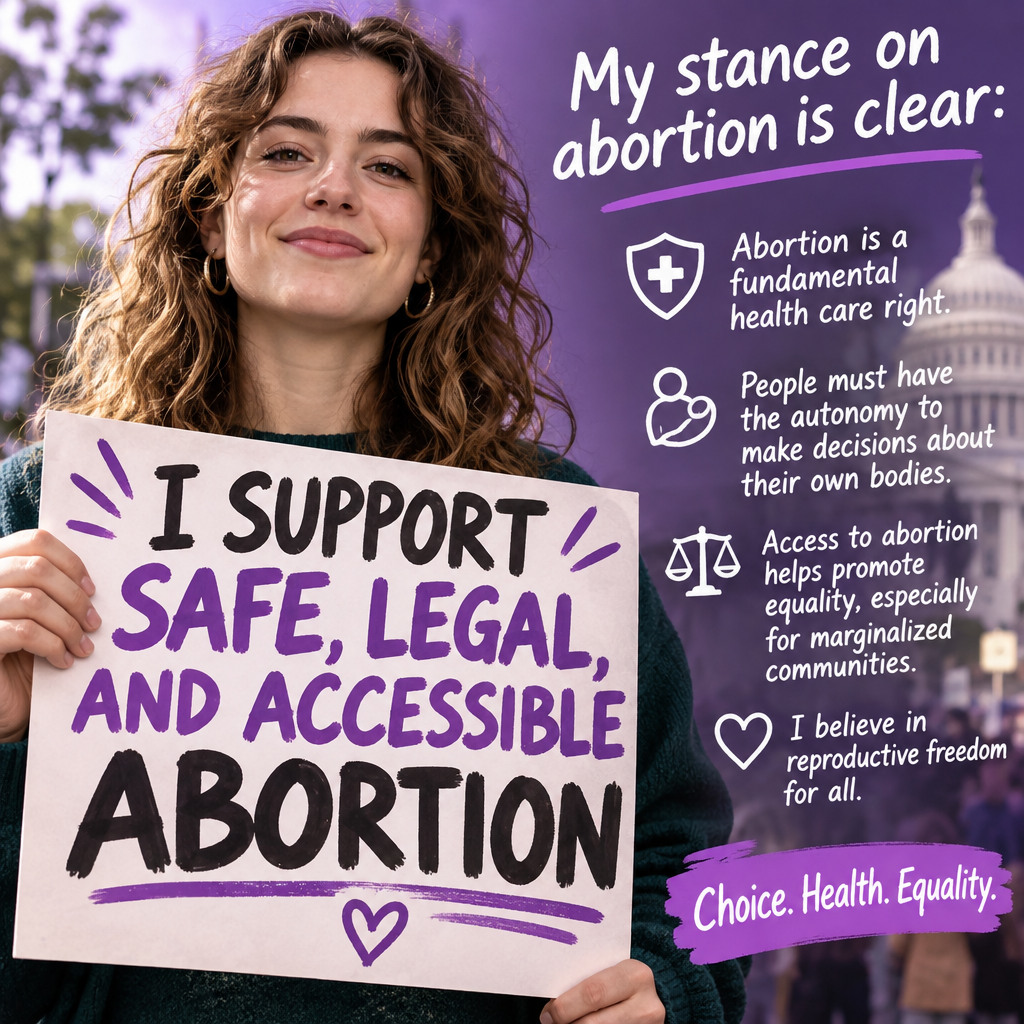 My stance on
abortion is clear:
Abortion is a
fundamental
health care right.
People must have
the autonomy to
make decisions about
their own bodies.
Access to abortion
helps promote
equality, especially
for marginalized
communities.
I believe in
reproductive freedom
for all.
Choice. Health. Equality.
I SUPPORT
SAFE, LEGAL,
AND ACCESSIBLE
ABORTION